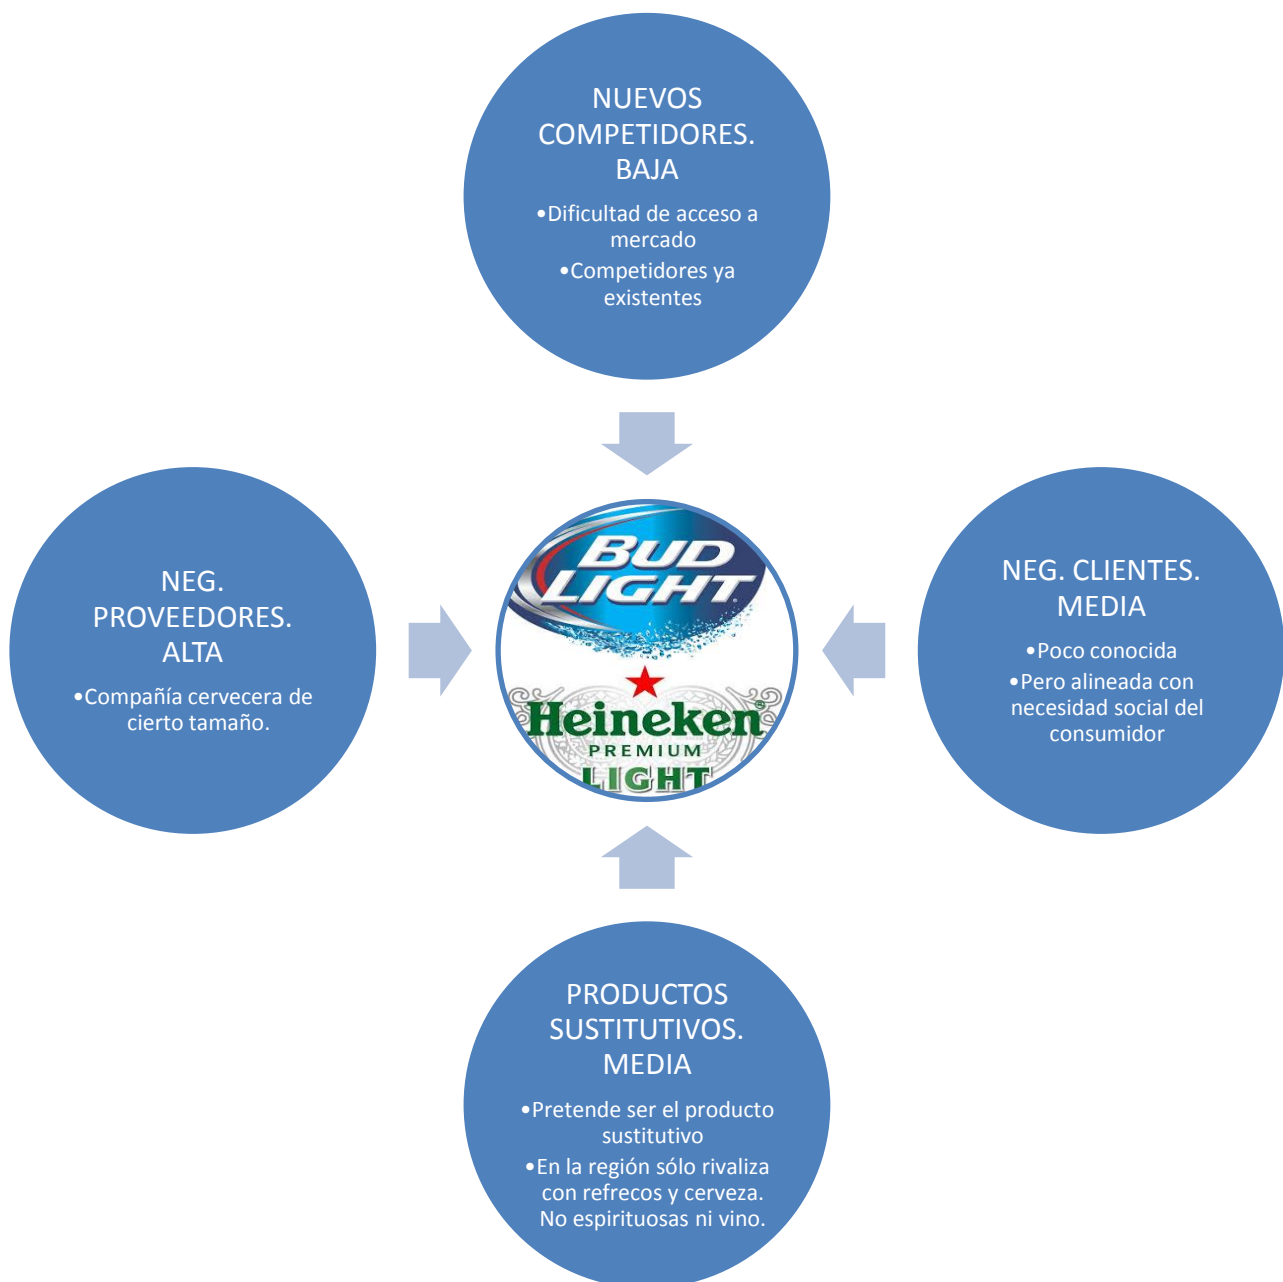 NUEVOS
COMPETIDORES.
BAJA
•Dificultad de acceso a
mercado
•Competidores ya
existentes
NEG.
PROVEEDORES.
ALTA
•Compañía cervecera de
cierto tamaño.
BUD
LIGHT
Heineken
PREMIUM
LIGHT
NEG. CLIENTES.
MEDIA
•Poco conocida
•Pero alineada con
necesidad social del
consumidor
PRODUCTOS
SUSTITUTIVOS.
MEDIA
•Pretende ser el producto
sustitutivo
•En la región sólo rivaliza
con refrecos y cerveza.
No espirituosas ni vino.